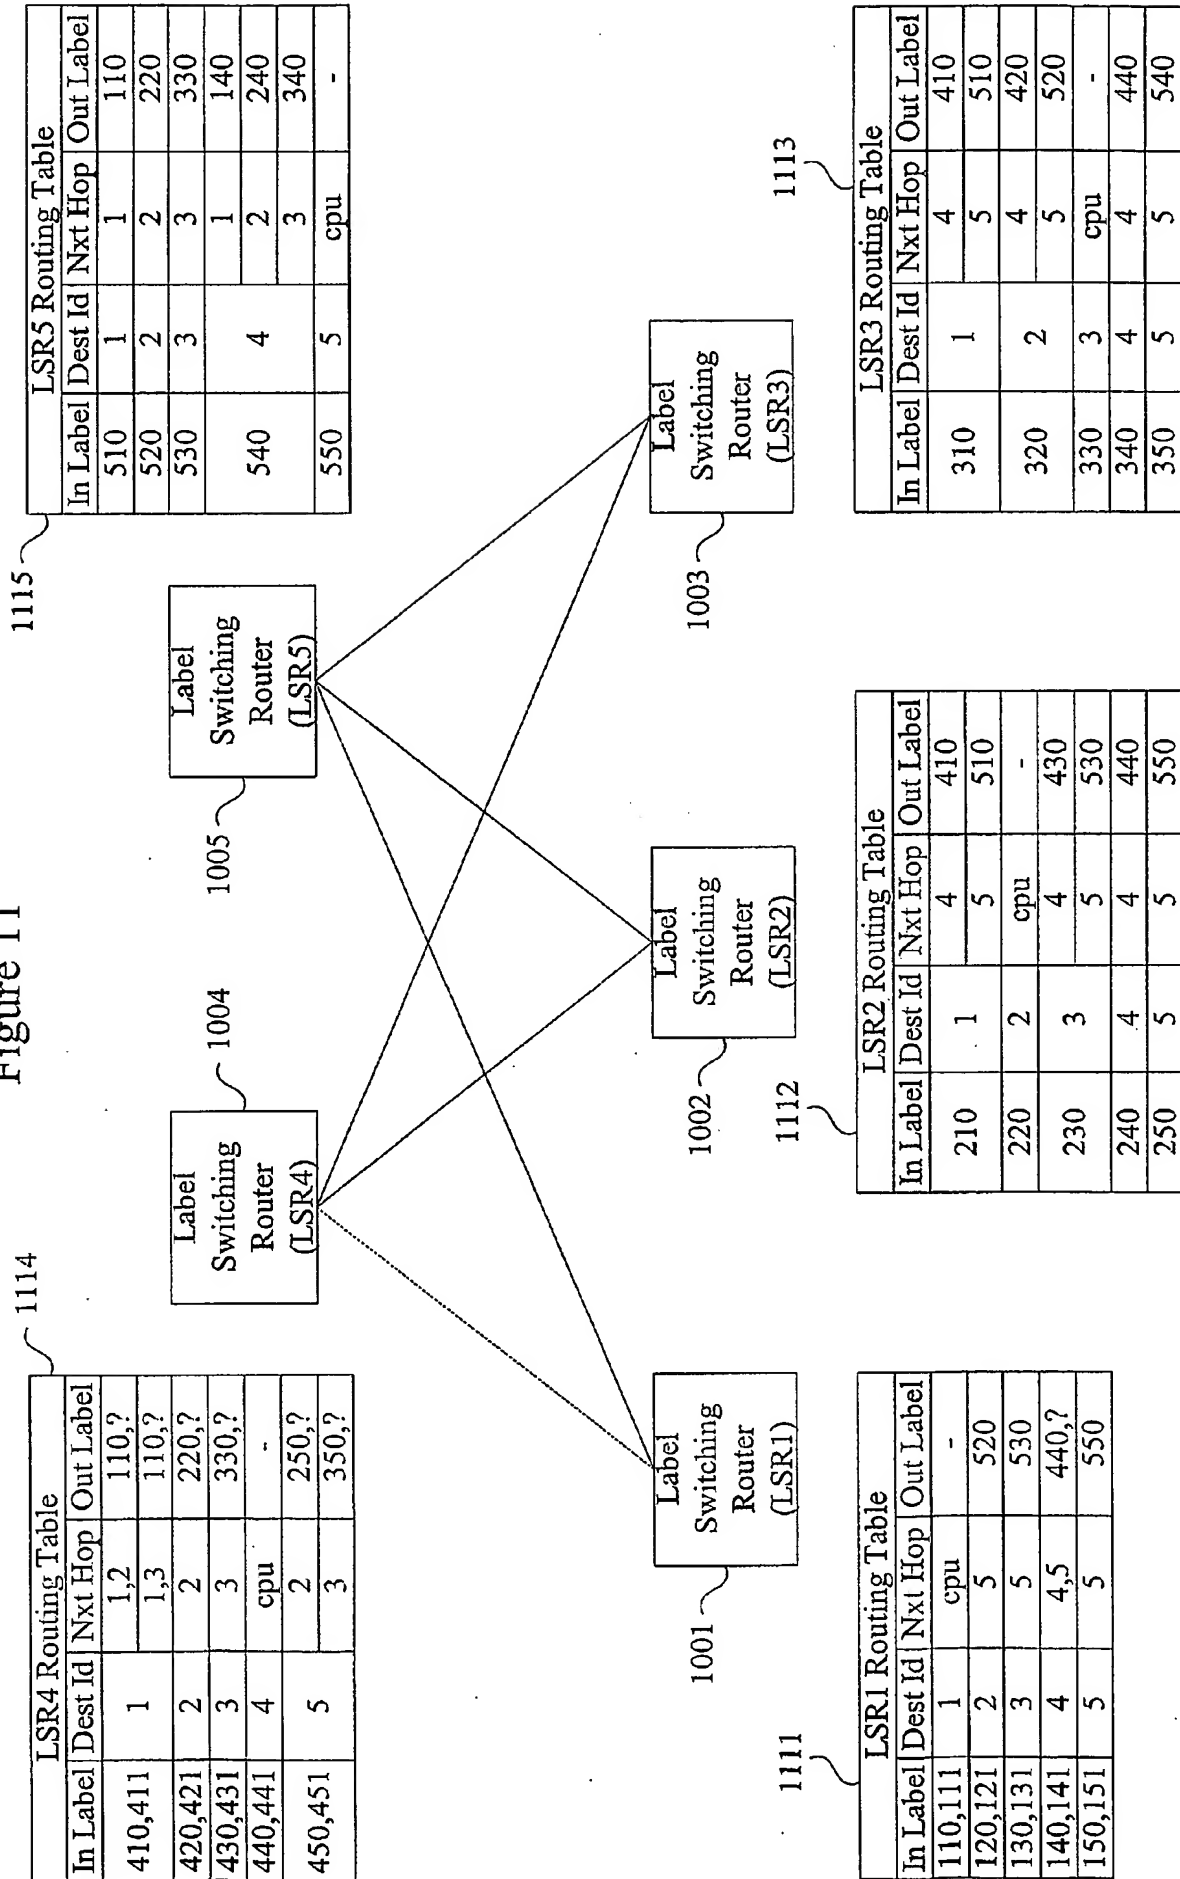 Figure 11
1114
LSR4 Routing Table
In Label Dest Id Nxt Hop Out Label
410,411 1 1,2 110,?
1,3 110,?
420,421 2 2 220,?
430,431 3 3 330,?
440,441 4 cpu -
450,451 5 2 250,?
3 350,?
1004
Label
Switching
Router
(LSR4)
1005
Label
Switching
Router
(LSR5)
1115
LSR5 Routing Table
In Label Dest Id Nxt Hop Out Label
510 1 1 110
520 2 2 220
530 3 3 330
540 4 1 140
2 240
3 340
550 5 cpu -
1001
Label
Switching
Router
(LSR1)
1002
Label
Switching
Router
(LSR2)
1003
Label
Switching
Router
(LSR3)
1111
LSR1 Routing Table
In Label Dest Id Nxt Hop Out Label
110,111 1 cpu -
120,121 2 5 520
130,131 3 5 530
140,141 4 4,5 440,?
150,151 5 5 550
1112
LSR2 Routing Table
In Label Dest Id Nxt Hop Out Label
210 1 4 410
5 510
220 2 cpu -
230 3 4 430
5 530
240 4 4 440
250 5 5 550
1113
LSR3 Routing Table
In Label Dest Id Nxt Hop Out Label
310 1 4 410
5 510
320 2 4 420
5 520
330 3 cpu -
340 4 4 440
350 5 5 540